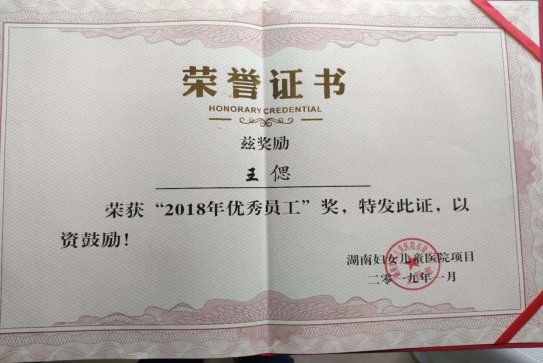 荣誉证书
HONORARY CREDENTIAL
兹奖励
王偲
荣获“2018年优秀员工”奖，特发此证，以
资鼓励！
湖南妇女儿童医院项目
二零一九年一月